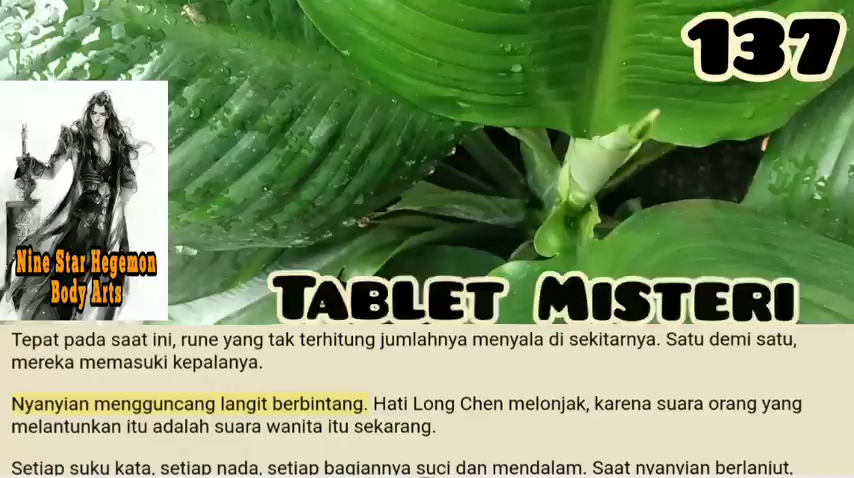 137
Nine Star Hegemon
Body Arts
TABLET MISTERI
Tepat pada saat ini, rune yang tak terhitung jumlahnya menyala di sekitarnya. Satu demi satu,
mereka memasuki kepalanya.
Nyanyian mengguncang langit berbintang. Hati Long Chen melonjak, karena suara orang yang
melantunkan itu adalah suara wanita itu sekarang.
Setiap suku kata, setiap nada, setiap bagiannya suci dan mendalam. Saat nyanyian berlanjut,